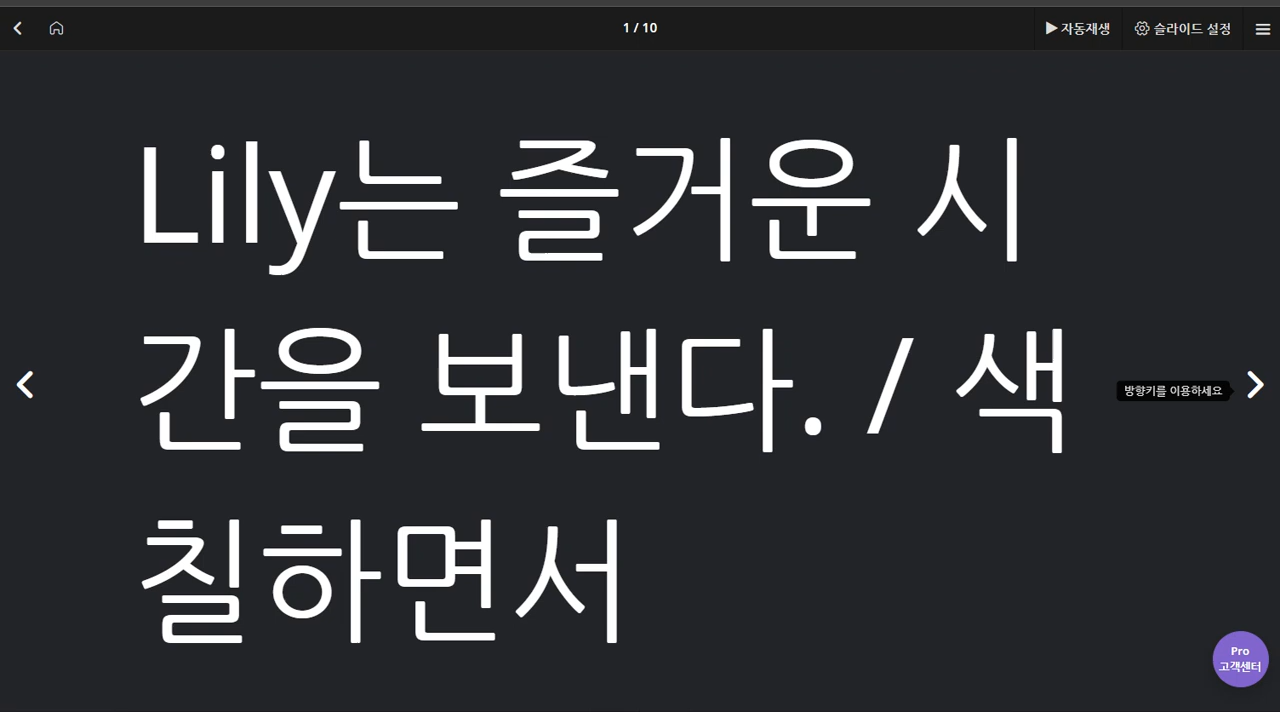 1 / 10
자동재생
슬라이드 설정
Lily는 즐거운 시
간을 보낸다. / 색
칠하면서
방향키를 이용하세요
Pro
고객센터